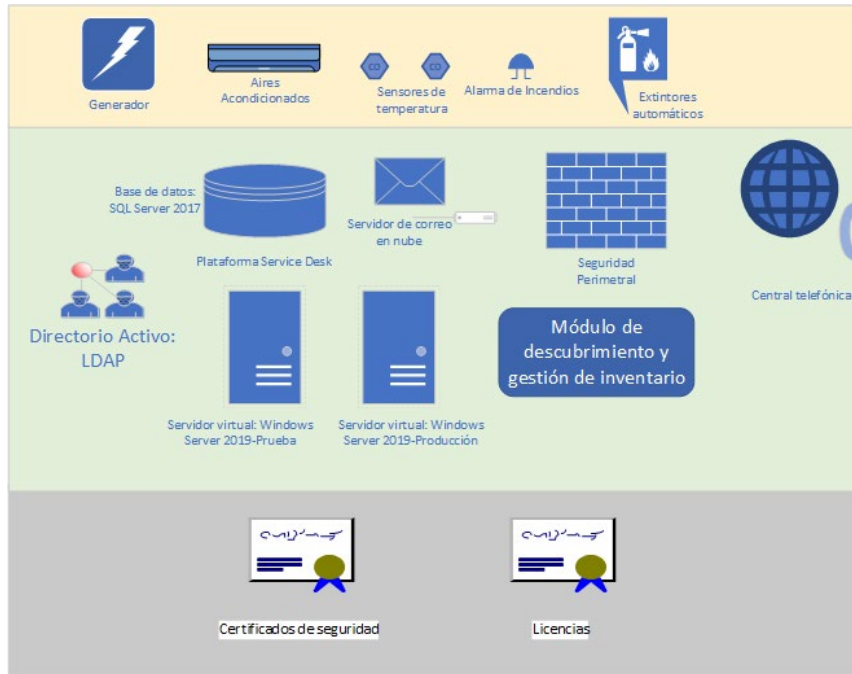 Generador
Aires
Acondicionados
CO
CO
Sensores de
temperatura
Alarma de Incendios
Extintores
automáticos
Base de datos:
SQL Server 2017
Plataforma Service Desk
Servidor de correo
en nube
Seguridad
Perimetral
Central telefónica
Directorio Activo:
LDAP
Módulo de
descubrimiento y
gestión de inventario
Servidor virtual: Windows
Server 2019-Prueba
Servidor virtual: Windows
Server 2019-Producción
Certificados de seguridad
Licencias